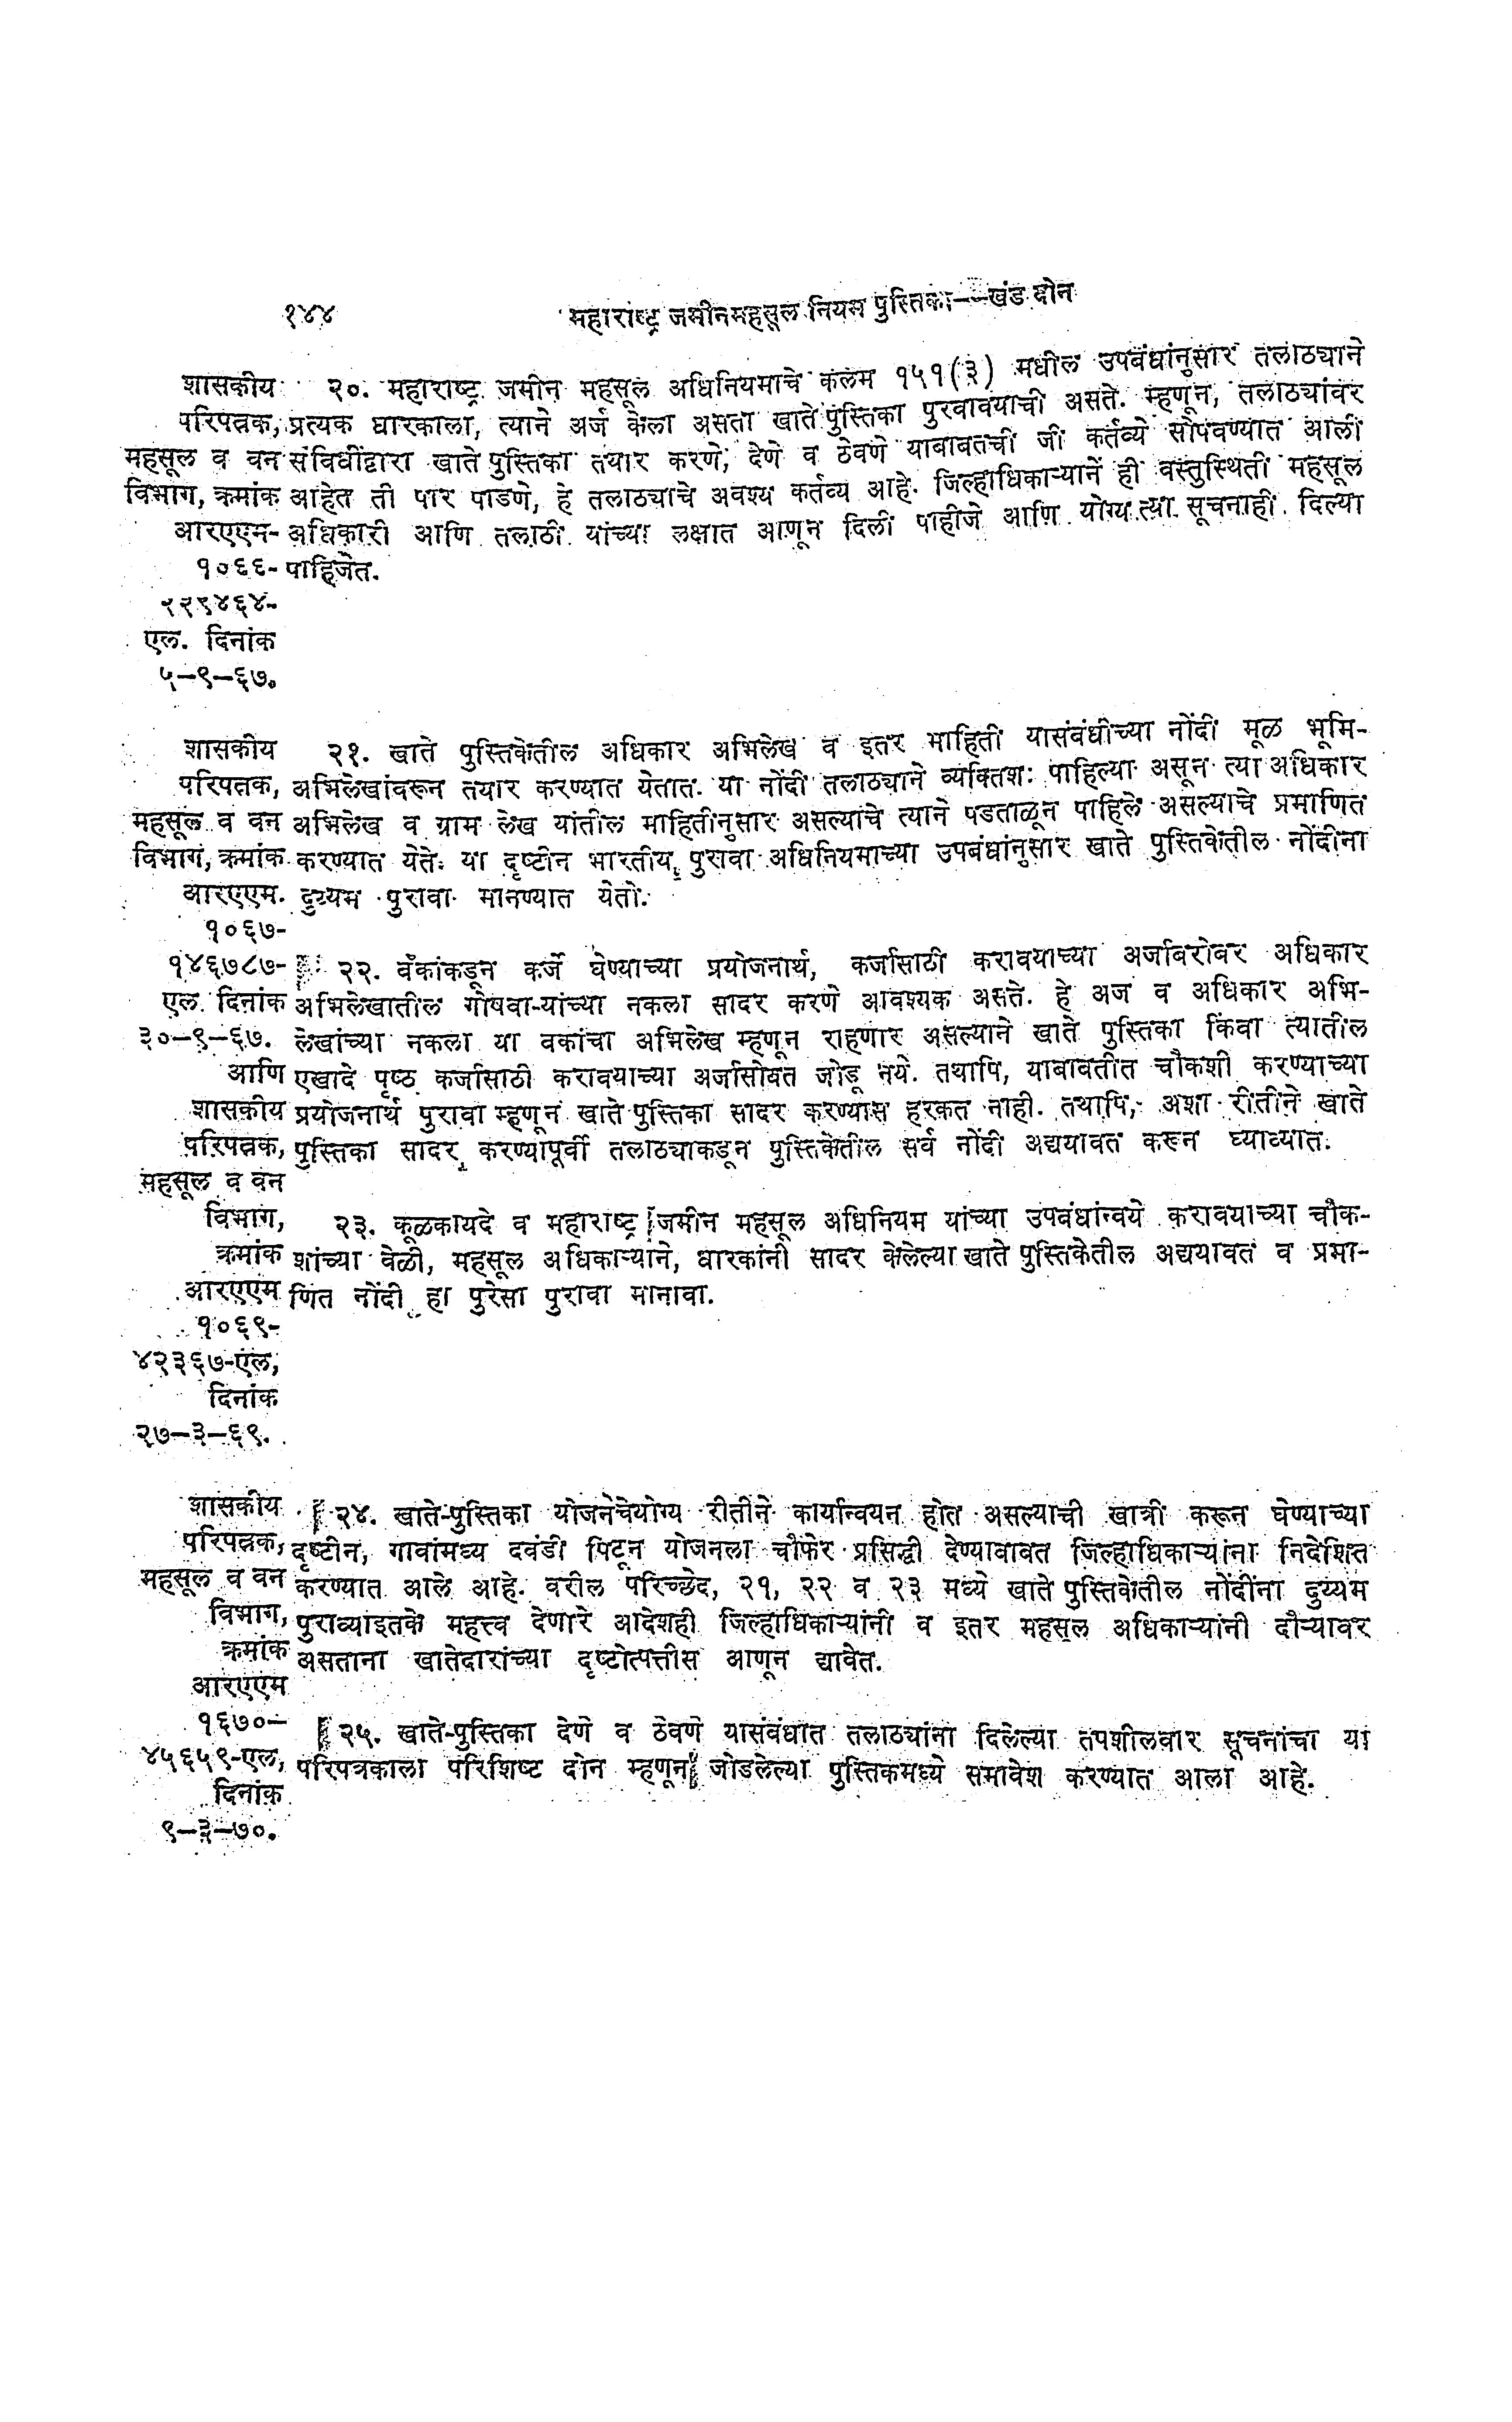 १४४
महाराष्ट्र जमीनमहसूल नियम पुस्तिका--खंड दोन
शासकीय
परिपत्रक,
महसूल व वन
विभाग, क्रमांक
आरएएम-
१०६६-
२२९४६४-
एल. दिनांक
५-९-६७.
२०. महाराष्ट्र जमीन महसूल अधिनियमाचे कलम १५१(३) मधील उपबंधांनुसार तलाठ्याने
प्रत्यक धारकाला, त्याने अर्ज केला असता खाते पुस्तिका पुरवावयाची असते. म्हणून, तलाठ्यांवर
संविधींद्वारा खाते पुस्तिका तयार करणे, देणे व ठेवणे याबाबतची जी कर्तव्ये सोपवण्यात आली
आहेत ती पार पाडणे, हे तलाठ्याचे अवश्य कर्तव्य आहे. जिल्हाधिकाऱ्याने ही वस्तुस्थिती महसूल
अधिकारी आणि तलाठी यांच्या लक्षात आणून दिली पाहीजे आणि योग्य त्या सूचनाही दिल्या
पाहिजेत.
शासकीय
परिपत्रक,
महसूल व वन
विभाग, क्रमांक
आरएएम.
१०६७-
१४६७८७-
एल दिनांक
३०-९-६७.
आणि
शासकीय
परिपत्रक,
महसूल व वन
विभाग,
क्रमांक
आरएएम
१०६९-
४२३६७-एल,
दिनांक
२७-३-६९.
२१. खाते पुस्तिकेतील अधिकार अभिलेख व इतर माहिती यासंबंधीच्या नोंदी मूळ भूमि-
अभिलेखांवरून तयार करण्यात येतात. या नोंदी तलाठ्याने व्यक्तिशः पाहिल्या असून त्या अधिकार
अभिलेख व ग्राम लेख यांतील माहितीनुसार असल्याचे त्याने पडताळून पाहिले असल्याचे प्रमाणित
करण्यात येते. या दृष्टीन भारतीय पुरावा अधिनियमाच्या उपबंधांनुसार खाते पुस्तिकेतील नोंदीना
दुय्यम पुरावा मानण्यात येतो.
२२. बँकांकडून कर्जे घेण्याच्या प्रयोजनार्थ, कर्जासाठी करावयाच्या अर्जाबरोबर अधिकार
अभिलेखातील गोषवा-यांच्या नकला सादर करणे आवश्यक असते. हे अज व अधिकार अभि-
लेखांच्या नकला या बकांचा अभिलेख म्हणून राहणार असल्याने खाते पुस्तिका किंवा त्यातील
एखादे पृष्ठ कर्जासाठी करावयाच्या अर्जासोबत जोडू नये. तथापि, याबाबतीत चौकशी करण्याच्या
प्रयोजनार्थ पुरावा म्हणून खाते पुस्तिका सादर करण्यास हरकत नाही. तथापि, अशा रीतीने खाते
पुस्तिका सादर करण्यापूर्वी तलाठ्याकडून पुस्तिकेतील सर्व नोंदी अद्ययावत करून घ्याव्यात.
२३. कूळकायदे व महाराष्ट्र जमीन महसूल अधिनियम यांच्या उपबंधांन्वये करावयाच्या चौक-
शांच्या वेळी, महसूल अधिकाऱ्याने, धारकांनी सादर केलेल्या खाते पुस्तिकेतील अद्ययावत व प्रमा-
णित नोंदी हा पुरेसा पुरावा मानावा.
शासकीय
परिपत्रक,
महसूल व वन
विभाग,
क्रमांक
आरएएम
१६७०-
४५६५९-एल,
दिनांक
९-३-७०.
२४. खाते-पुस्तिका योजनेचेयोग्य रीतीने कार्यान्वयन होत असल्याची खात्री करून घेण्याच्या
दृष्टीन, गावांमध्य दवंडी पिटून योजनला चौफेर प्रसिद्धी देण्याबाबत जिल्हाधिकाऱ्यांना निदेशित
करण्यात आले आहे. वरील परिच्छेद, २१, २२ व २३ मध्ये खाते पुस्तिकेतील नोंदींना दुय्यम
पुराव्याइतके महत्त्व देणारे आदेशही जिल्हाधिकाऱ्यांनी व इतर महसूल अधिकाऱ्यांनी दौऱ्यावर
असताना खातेदारांच्या दृष्टोत्पत्तीस आणून द्यावेत.
२५. खाते-पुस्तिका देणे व ठेवणे यासंबंधात तलाठ्यांना दिलेल्या तपशीलवार सूचनांचा या
परिपत्रकाला परिशिष्ट दोन म्हणून जोडलेल्या पुस्तिकमध्ये समावेश करण्यात आला आहे.